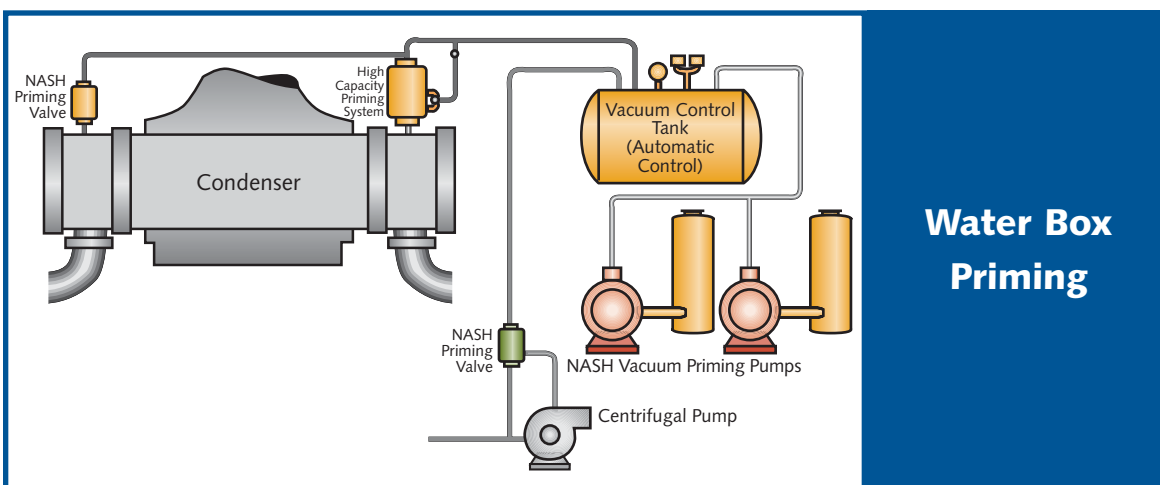 NASH
Priming
Valve
High
Capacity
Priming
System
Vacuum Control
Tank
(Automatic
Control)
Condenser
Water Box
Priming
NASH
Priming
Valve
NASH Vacuum Priming Pumps
Centrifugal Pump